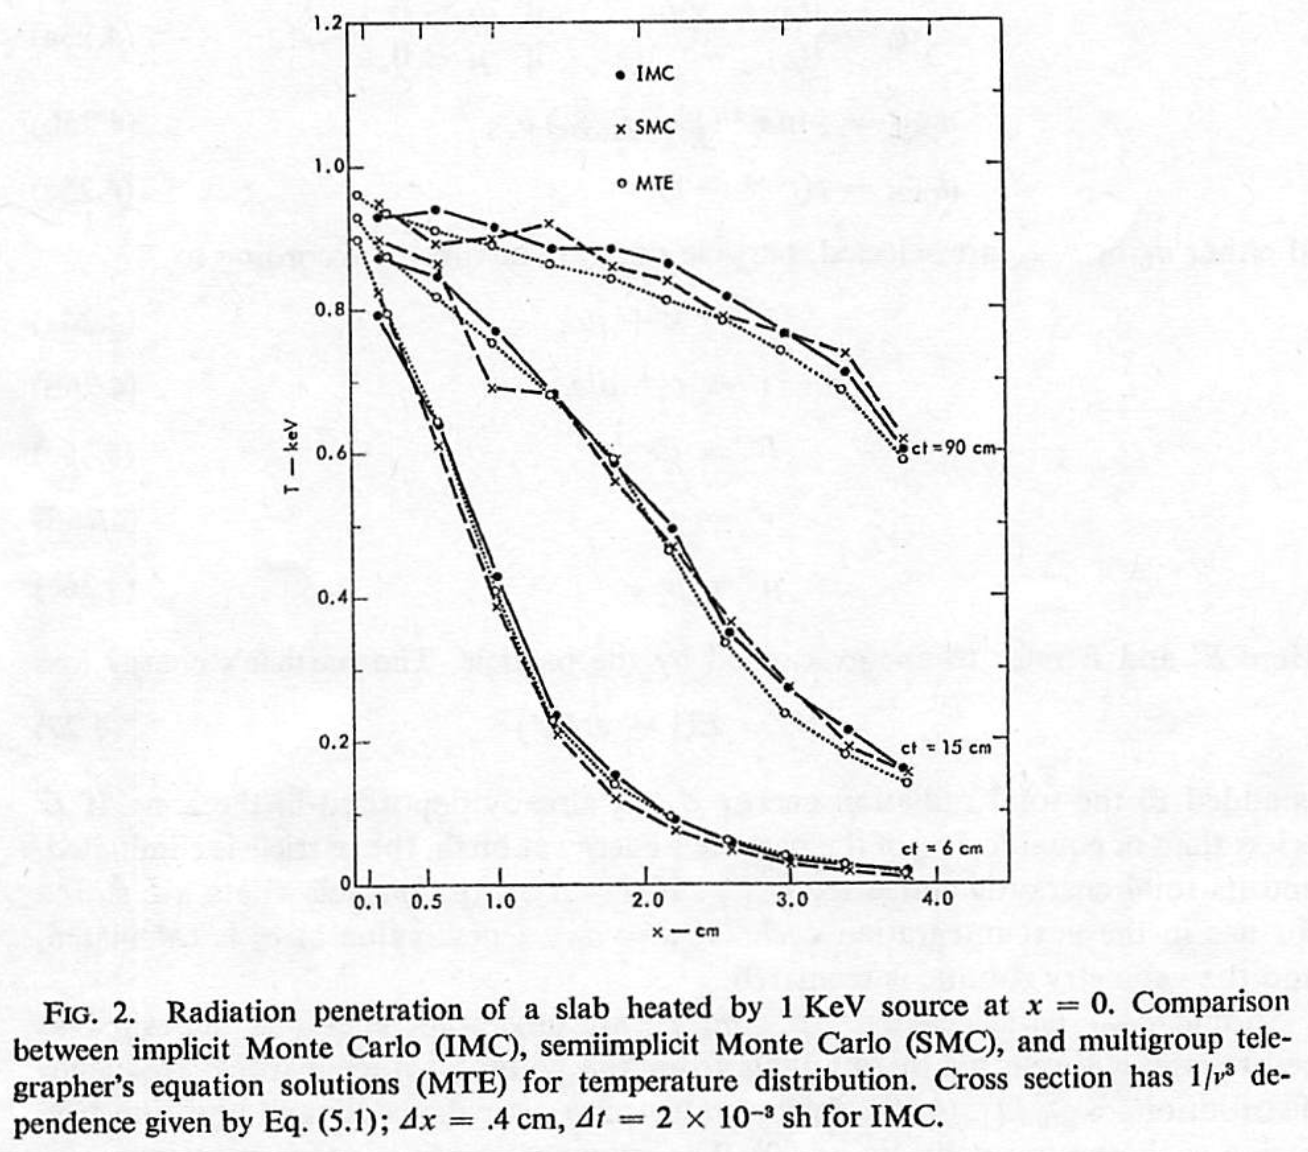 1.2
• IMC
× SMC
○ MTE
1.0
0.8
T — keV
0.6
ct = 90 cm
0.4
0.2
ct = 15 cm
ct = 6 cm
0
0.1 0.5 1.0 2.0 3.0 4.0
x — cm
FIG. 2. Radiation penetration of a slab heated by 1 KeV source at x = 0. Comparison
between implicit Monte Carlo (IMC), semiimplicit Monte Carlo (SMC), and multigroup tele-
grapher's equation solutions (MTE) for temperature distribution. Cross section has 1/ν³ de-
pendence given by Eq. (5.1); Δx = .4 cm, Δt = 2 × 10⁻³ sh for IMC.